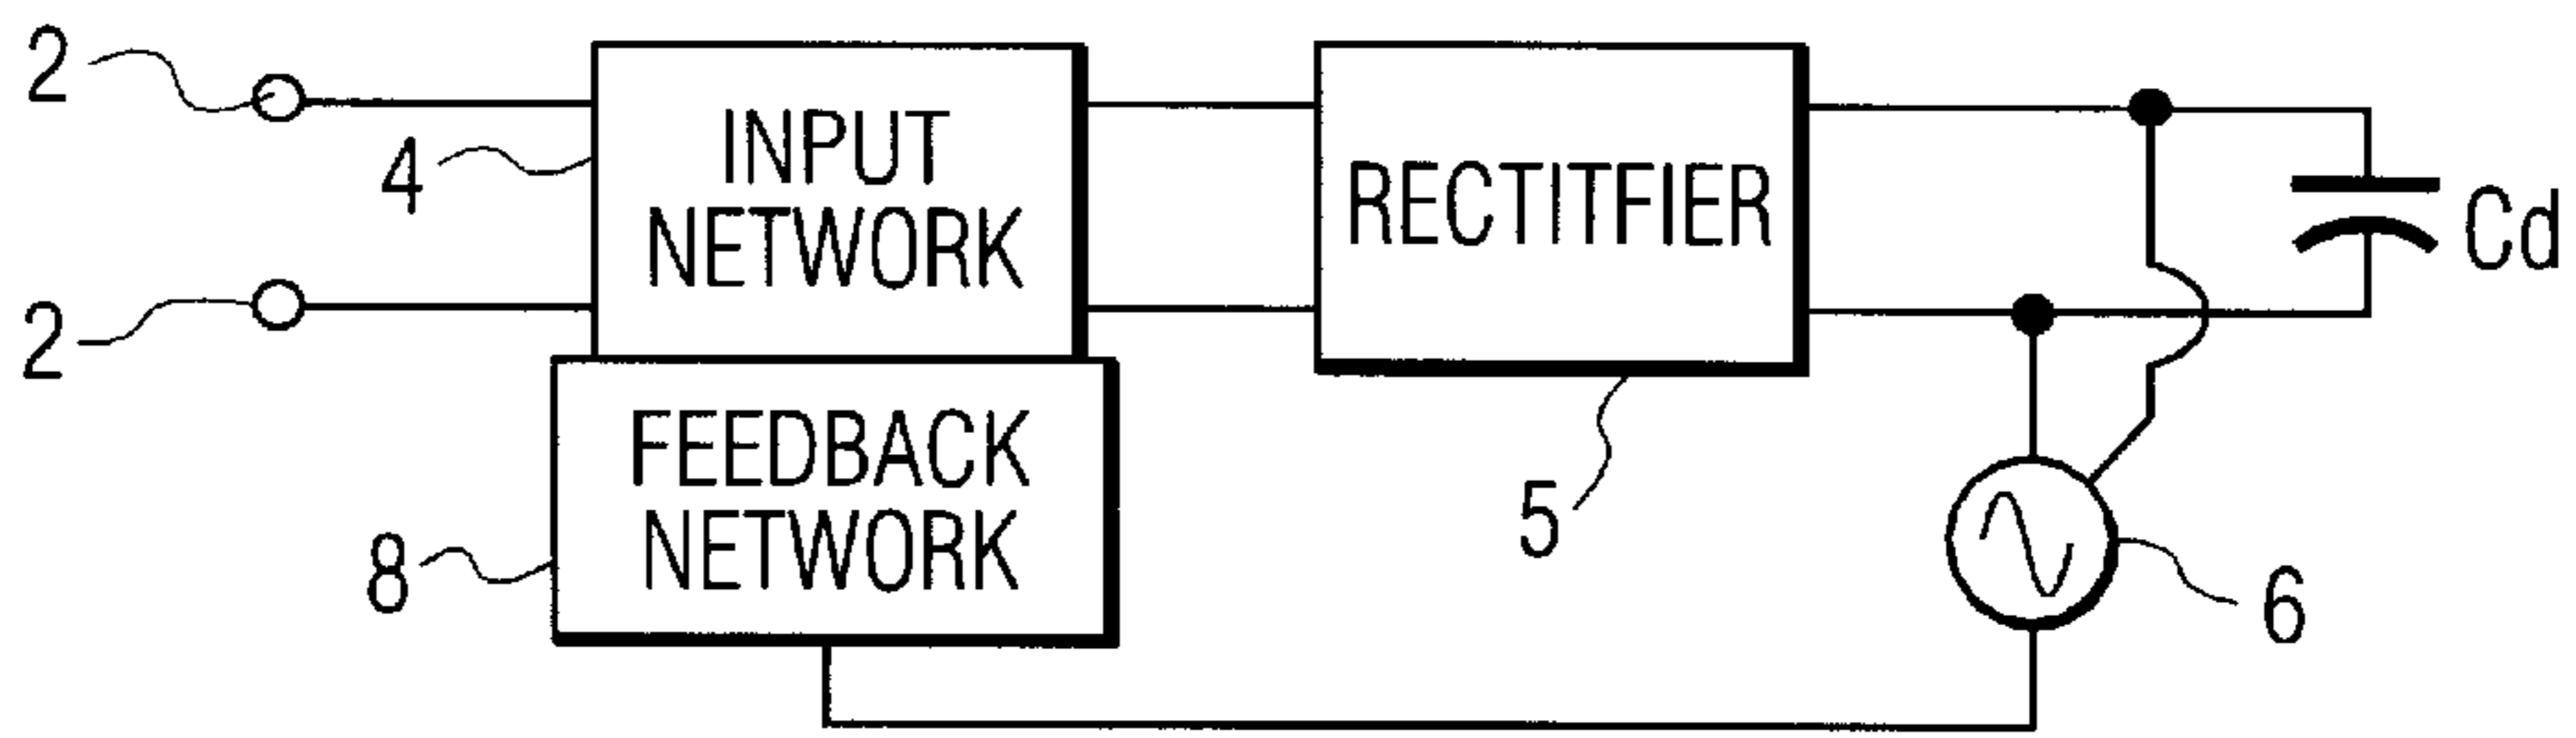 2
4
INPUT
NETWORK
RECTITFIER
Cd
2
FEEDBACK
NETWORK
8
5
6